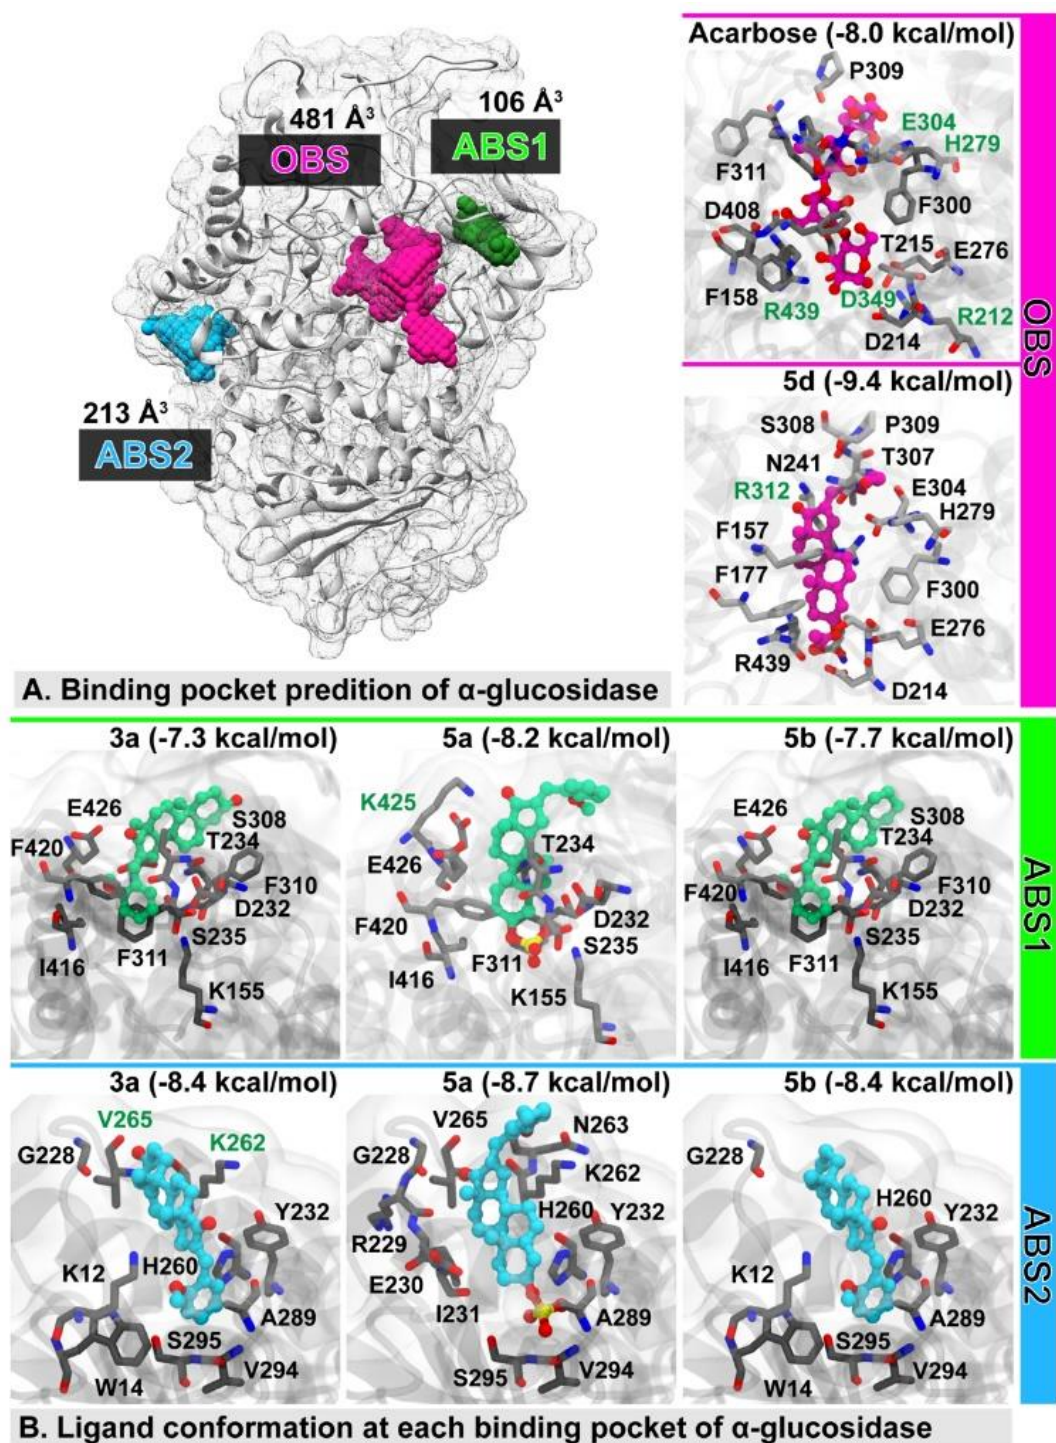 481 Å³
OBS
106 Å³
ABS1
213 Å³
ABS2
A. Binding pocket predition of α-glucosidase
Acarbose (-8.0 kcal/mol)
P309
E304
H279
F311
F300
D408
T215
E276
F158
R439
D349
R212
D214
5d (-9.4 kcal/mol)
S308
P309
N241
T307
R312
E304
H279
F157
F177
F300
E276
R439
D214
OBS
3a (-7.3 kcal/mol)
E426
S308
T234
F420
F310
D232
S235
I416
F311
K155
5a (-8.2 kcal/mol)
K425
T234
E426
D232
F420
S235
I416
F311
K155
5b (-7.7 kcal/mol)
E426
S308
T234
F420
F310
D232
S235
I416
F311
K155
ABS1
3a (-8.4 kcal/mol)
V265
G228
K262
Y232
K12
H260
A289
S295
W14
V294
5a (-8.7 kcal/mol)
V265
N263
G228
K262
H260
Y232
R229
E230
I231
A289
S295
V294
5b (-8.4 kcal/mol)
G228
H260
Y232
K12
A289
S295
W14
V294
ABS2
B. Ligand conformation at each binding pocket of α-glucosidase